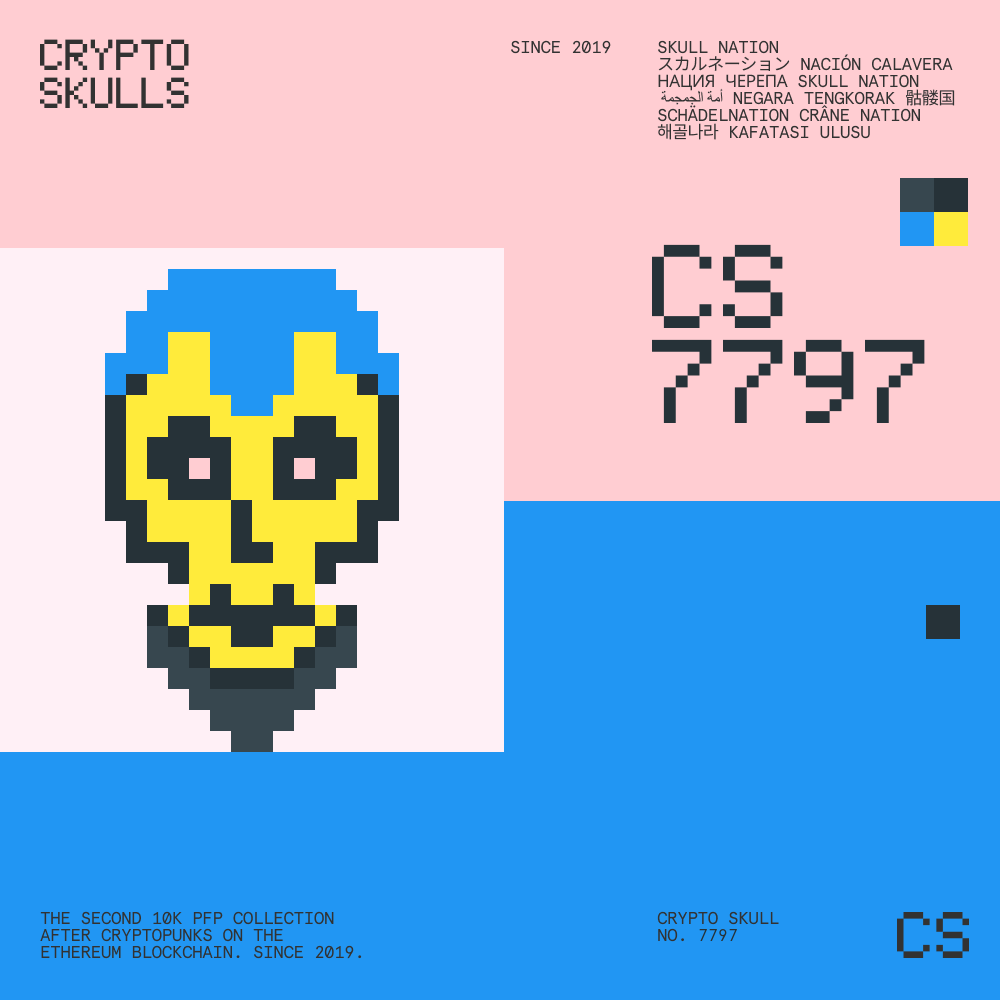 CRYPTO
SKULLS
SINCE 2019
SKULL NATION
スカルネーション NACIÓN CALAVERA
НАЦИЯ ЧЕРЕПА SKULL NATION
أمة الجمجمة NEGARA TENGKORAK 骷髅国
SCHÄDELNATION CRÂNE NATION
해골나라 KAFATASI ULUSU
CS
7797
THE SECOND 10K PFP COLLECTION
AFTER CRYPTOPUNKS ON THE
ETHEREUM BLOCKCHAIN. SINCE 2019.
CRYPTO SKULL
NO. 7797
CS